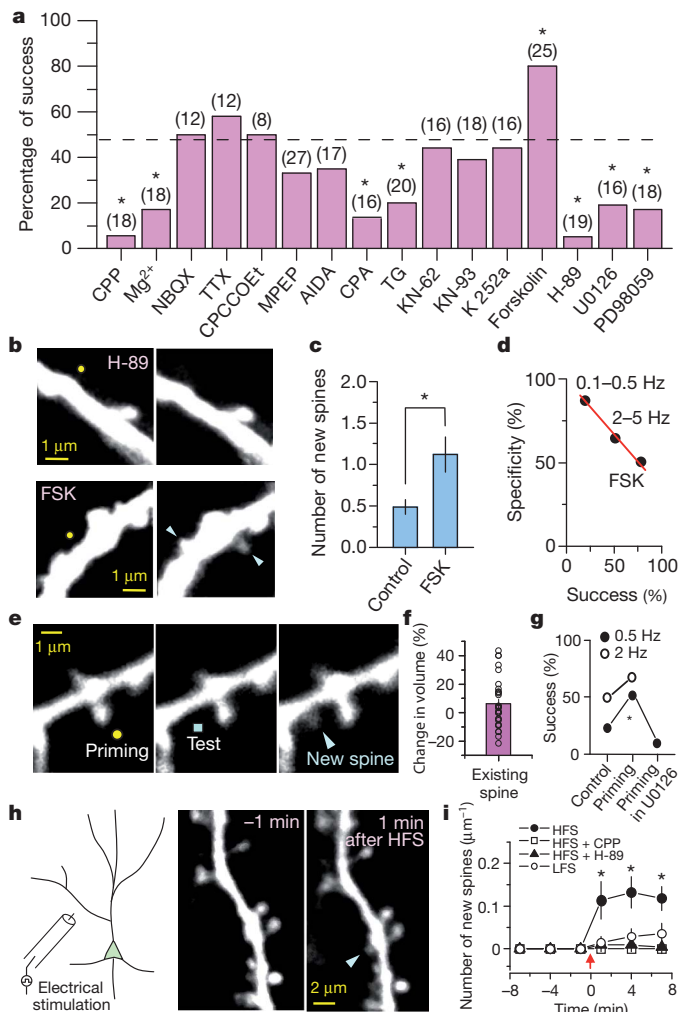 a
Percentage of success
100
80
60
40
20
0
* (18)
* (18)
(12)
(12)
(8)
(27)
(17)
* (16)
* (20)
(16)
(18)
(16)
* (25)
* (19)
* (16)
* (18)
CPP
Mg²⁺
NBQX
TTX
CPCCOEt
MPEP
AIDA
CPA
TG
KN-62
KN-93
K 252a
Forskolin
H-89
U0126
PD98059
b
H-89
1 μm
FSK
1 μm
c
Number of new spines
2.0
1.5
1.0
0.5
0.0
*
Control
FSK
d
Specificity (%)
100
50
0
0.1–0.5 Hz
2–5 Hz
FSK
0
50
100
Success (%)
e
1 μm
Priming
Test
New spine
f
Change in volume (%)
40
20
0
−20
Existing
spine
g
0.5 Hz
2 Hz
Success (%)
100
50
0
*
Control
Priming
Priming
in U0126
h
Electrical
stimulation
−1 min
1 min
after HFS
2 μm
i
Number of new spines (μm⁻¹)
HFS
HFS + CPP
HFS + H-89
LFS
0.2
0.1
0
* * *
−8
−4
0
4
8
Time (min)